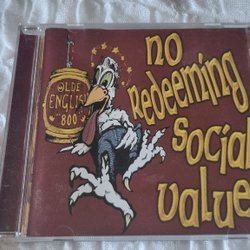 no
Redeeming
Social
Value
OLDE
ENGLISH
800